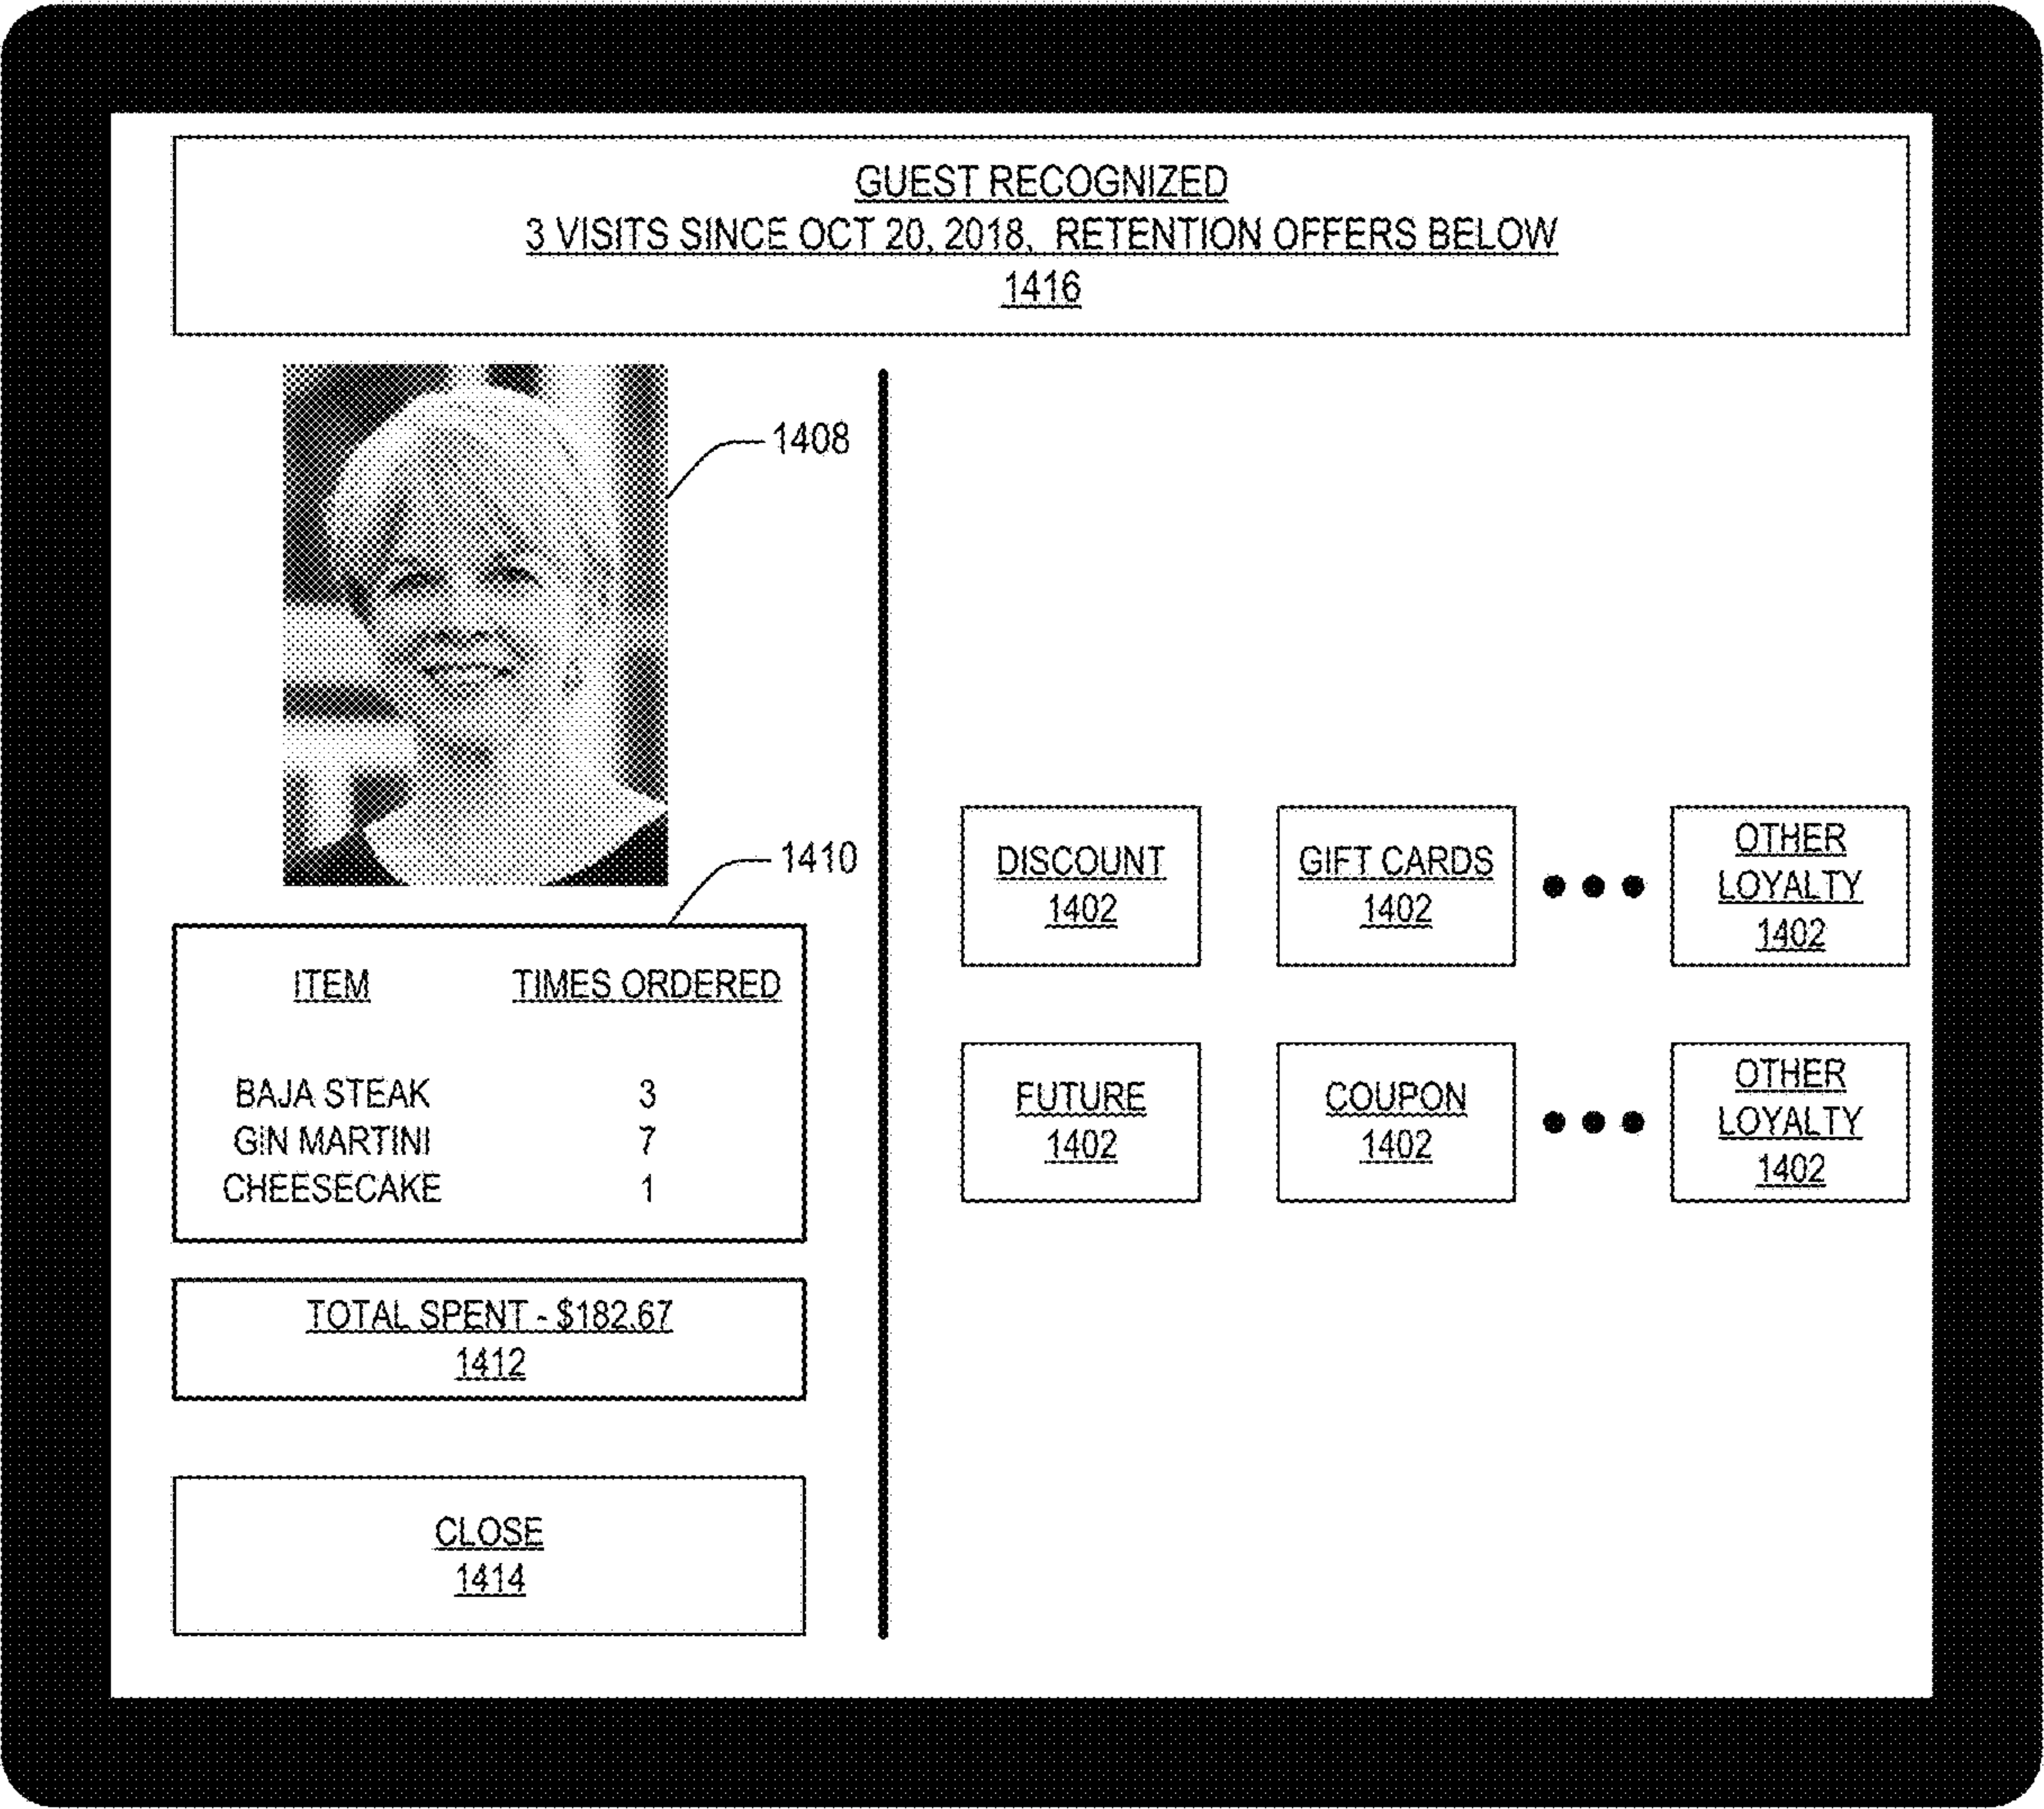 GUEST RECOGNIZED
3 VISITS SINCE OCT 20, 2018, RETENTION OFFERS BELOW
1416
1408
1410
ITEM TIMES ORDERED
BAJA STEAK 3
GIN MARTINI 7
CHEESECAKE 1
TOTAL SPENT - $182.67
1412
CLOSE
1414
DISCOUNT
1402
GIFT CARDS
1402
OTHER
LOYALTY
1402
FUTURE
1402
COUPON
1402
OTHER
LOYALTY
1402